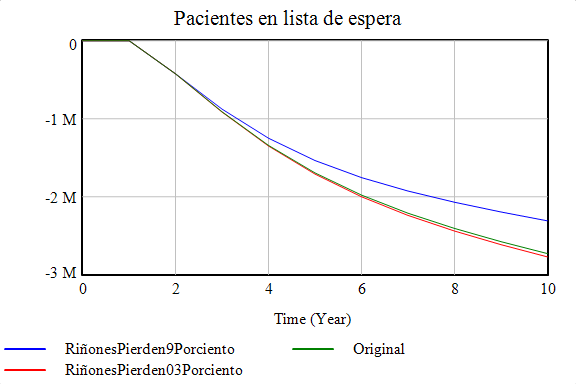 Pacientes en lista de espera
0
-1 M
-2 M
-3 M
0 2 4 6 8 10
Time (Year)
RiñonesPierden9Porciento Original
RiñonesPierden03Porciento